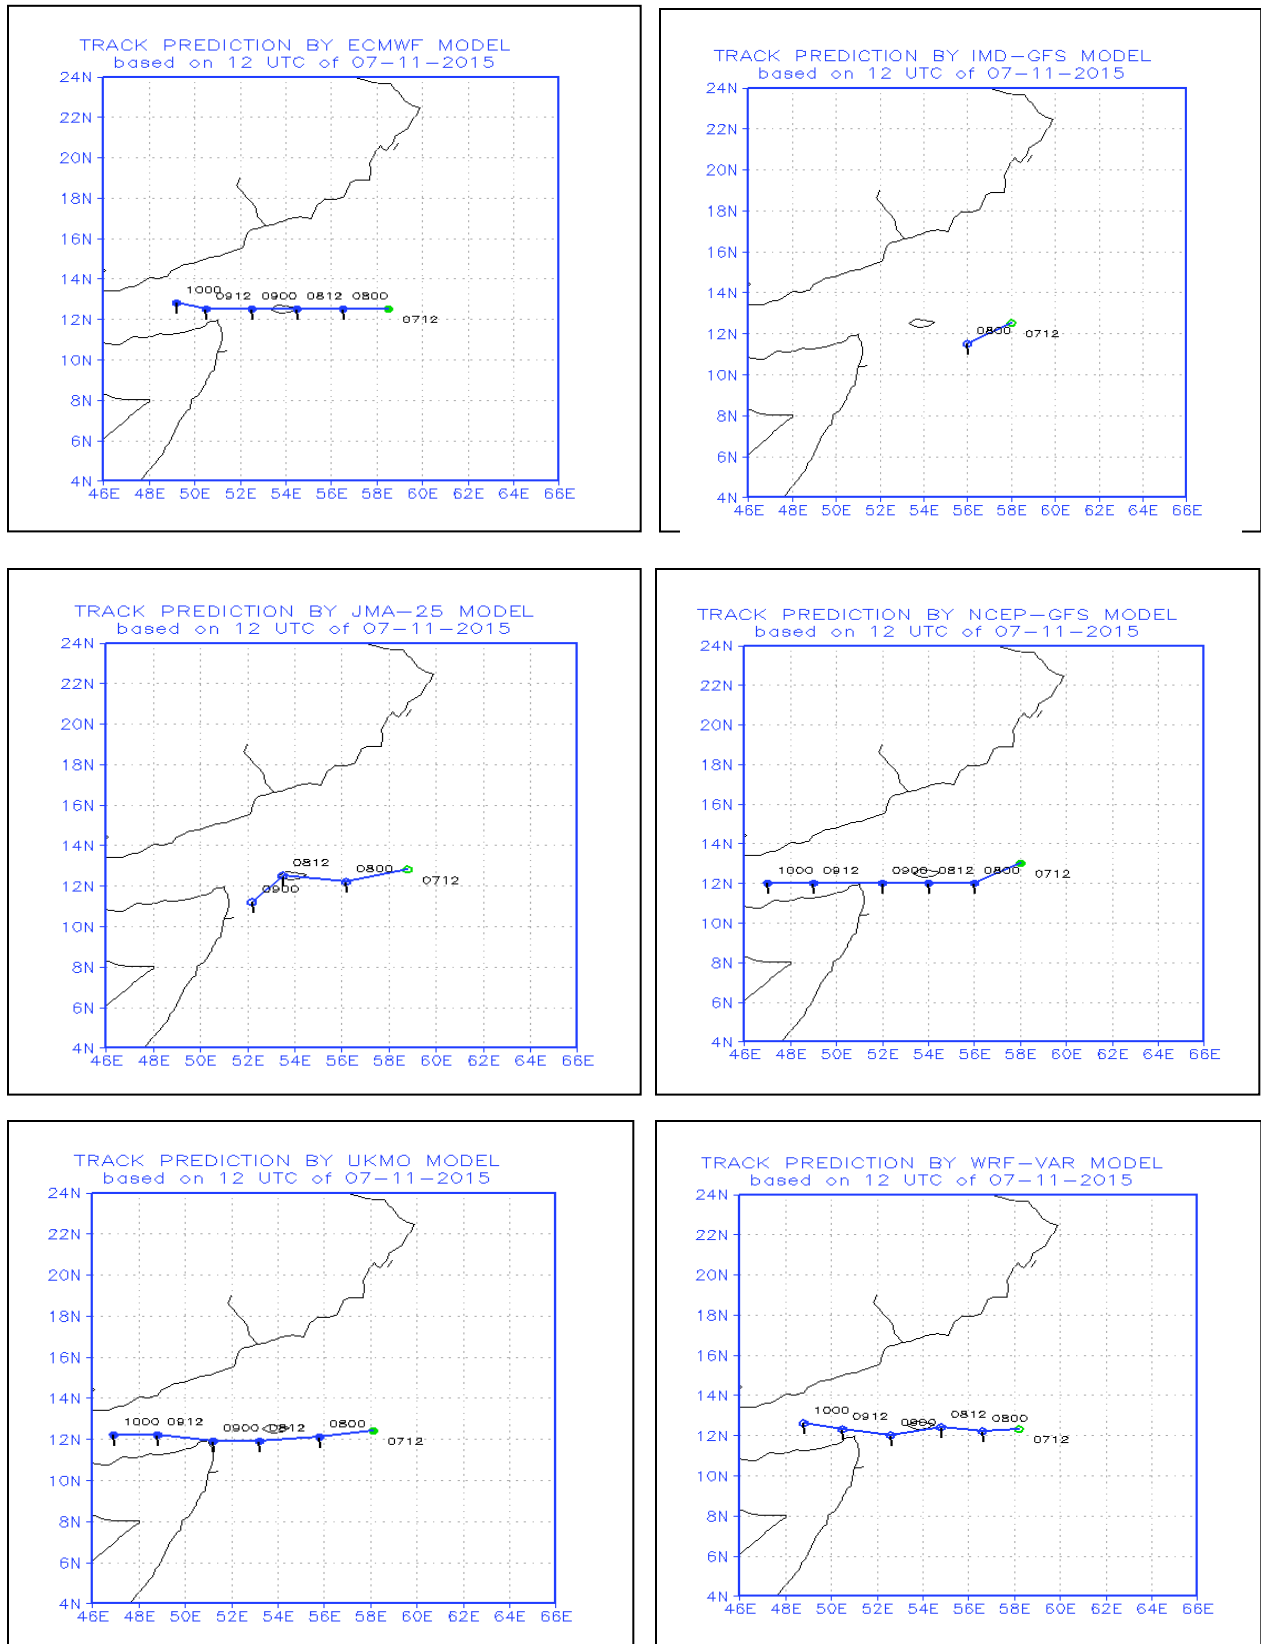 TRACK PREDICTION BY ECMWF MODEL
based on 12 UTC of 07-11-2015
24N
22N
20N
18N
16N
14N
12N
10N
8N
6N
4N
1000 0912 0900 0812 0800
0712
46E 48E 50E 52E 54E 56E 58E 60E 62E 64E 66E
TRACK PREDICTION BY IMD-GFS MODEL
based on 12 UTC of 07-11-2015
24N
22N
20N
18N
16N
14N
12N
10N
8N
6N
4N
0800 0712
46E 48E 50E 52E 54E 56E 58E 60E 62E 64E 66E
TRACK PREDICTION BY JMA-25 MODEL
based on 12 UTC of 07-11-2015
24N
22N
20N
18N
16N
14N
12N
10N
8N
6N
4N
0812 0800
0712
0900
46E 48E 50E 52E 54E 56E 58E 60E 62E 64E 66E
TRACK PREDICTION BY NCEP-GFS MODEL
based on 12 UTC of 07-11-2015
24N
22N
20N
18N
16N
14N
12N
10N
8N
6N
4N
1000 0912 0900 0812 0800
0712
46E 48E 50E 52E 54E 56E 58E 60E 62E 64E 66E
TRACK PREDICTION BY UKMO MODEL
based on 12 UTC of 07-11-2015
24N
22N
20N
18N
16N
14N
12N
10N
8N
6N
4N
1000 0912 0900 0812 0800
0712
46E 48E 50E 52E 54E 56E 58E 60E 62E 64E 66E
TRACK PREDICTION BY WRF-VAR MODEL
based on 12 UTC of 07-11-2015
24N
22N
20N
18N
16N
14N
12N
10N
8N
6N
4N
1000 0912 0900 0812 0800
0712
46E 48E 50E 52E 54E 56E 58E 60E 62E 64E 66E